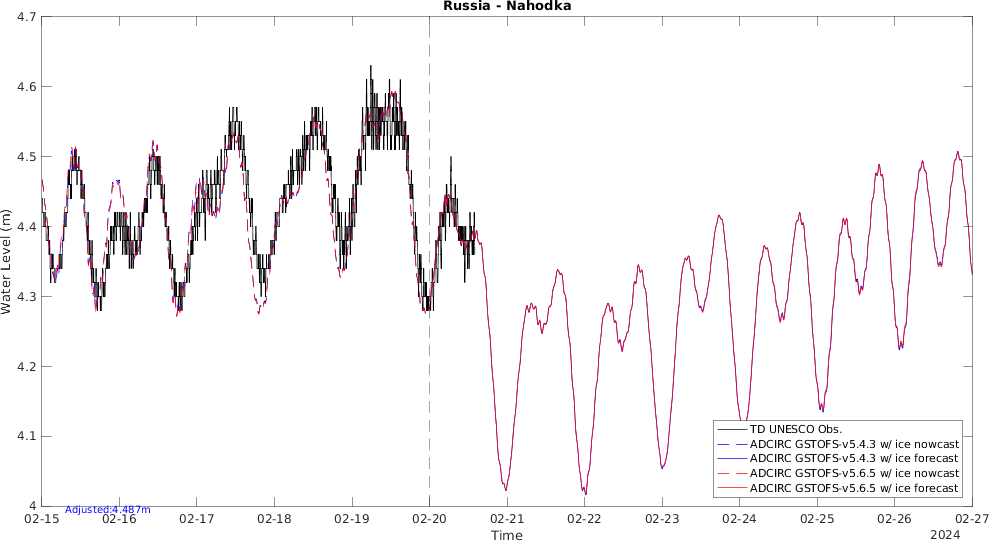 Russia - Nahodka
4.7
4.6
4.5
4.4
4.3
4.2
4.1
4
Water Level (m)
TD UNESCO Obs.
ADCIRC GSTOFS-v5.4.3 w/ ice nowcast
ADCIRC GSTOFS-v5.4.3 w/ ice forecast
ADCIRC GSTOFS-v5.6.5 w/ ice nowcast
ADCIRC GSTOFS-v5.6.5 w/ ice forecast
Adjusted:4.487m
02-15 02-16 02-17 02-18 02-19 02-20 02-21 02-22 02-23 02-24 02-25 02-26 02-27
Time
2024